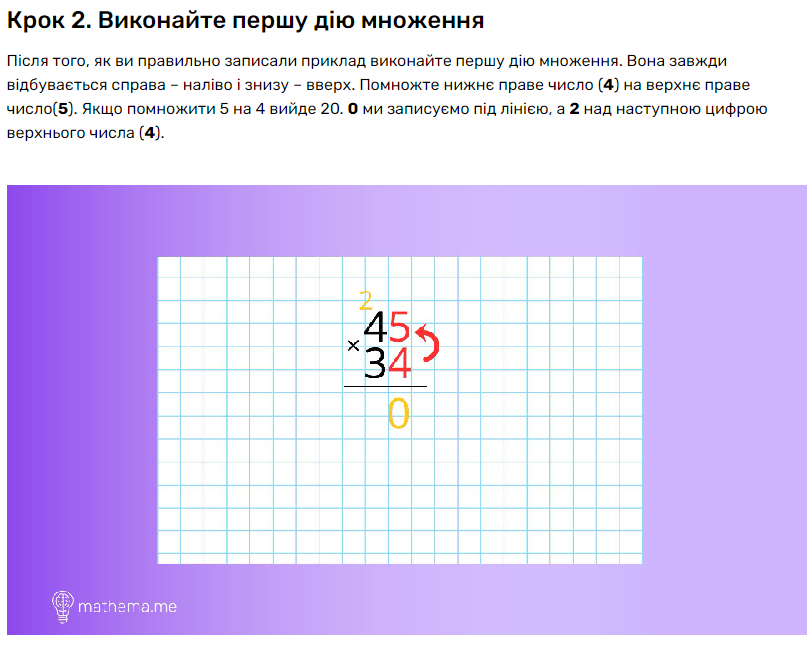 Крок 2. Виконайте першу дію множення
Після того, як ви правильно записали приклад виконайте першу дію множення. Вона завжди
відбувається справа – наліво і знизу – вверх. Помножте нижнє праве число (4) на верхнє праве
число(5). Якщо помножити 5 на 4 вийде 20. 0 ми записуємо під лінією, а 2 над наступною цифрою
верхнього числа (4).
2
45
×
34
0
mathema.me